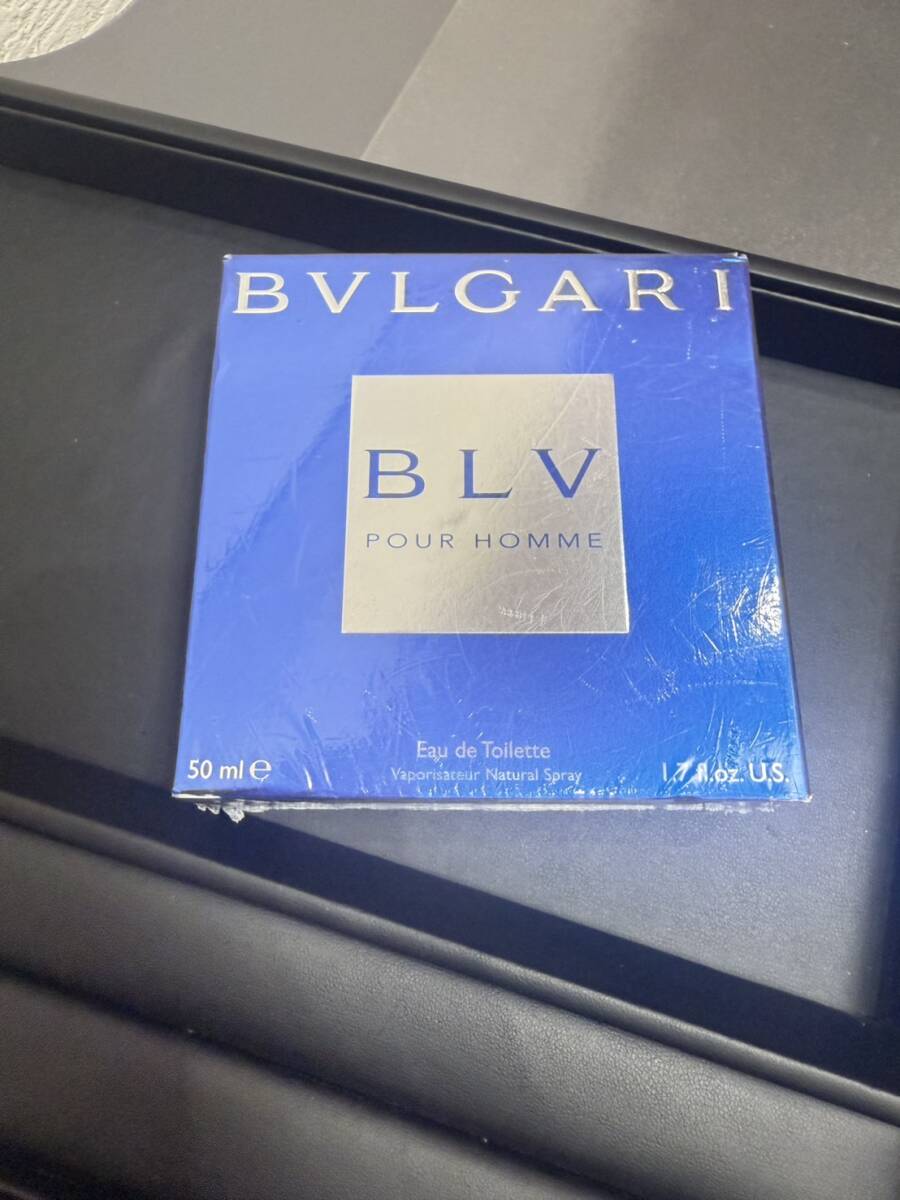 BVLGARI
BLV
POUR HOMME
Eau de Toilette
50 ml ℮
Vaporisateur Natural Spray
1.7 fl.oz. U.S.